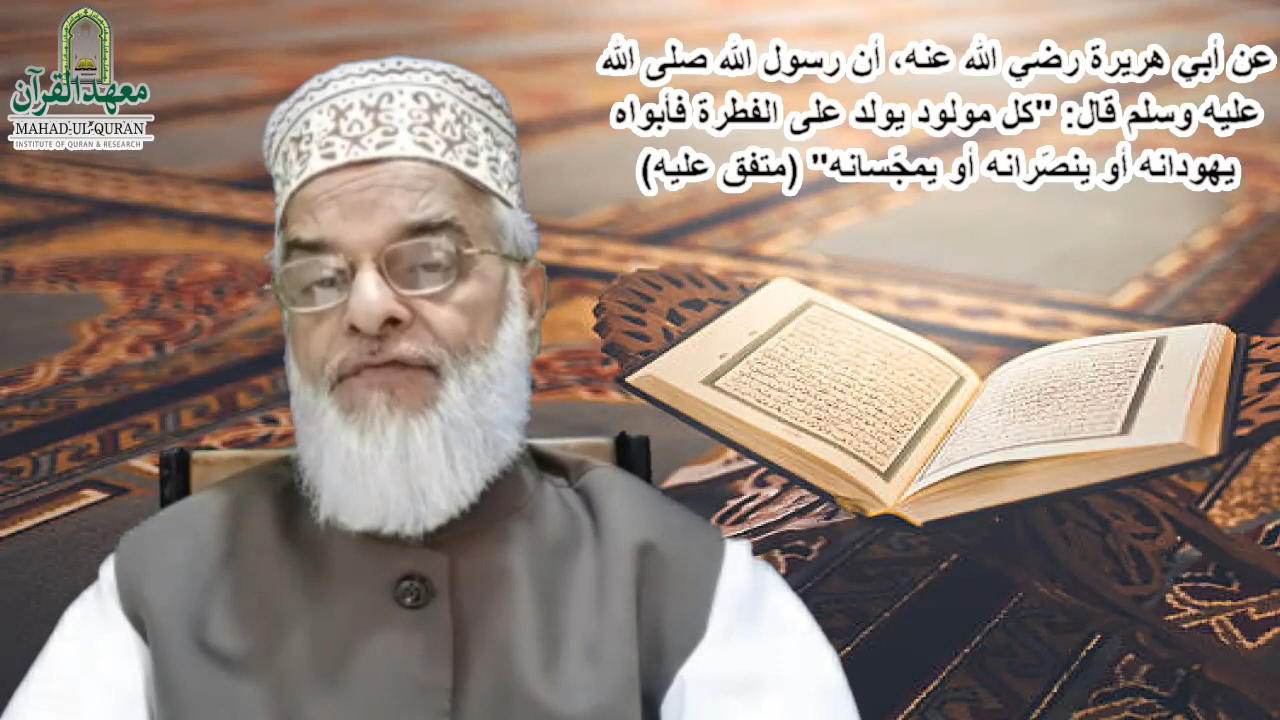 معهد القرآن
MAHAD-UL-QURAN
INSTITUTE OF QURAN & RESEARCH
عن أبي هريرة رضي الله عنه، أن رسول الله صلى الله
عليه وسلم قال: "كل مولود يولد على الفطرة فأبواه
يهودانه أو ينصَرانه أو يمجَسانه" (متفق عليه)